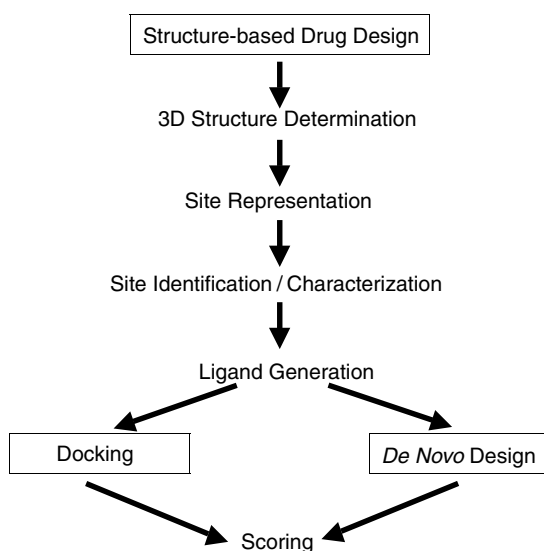 Structure-based Drug Design
3D Structure Determination
Site Representation
Site Identification / Characterization
Ligand Generation
Docking
De Novo Design
Scoring